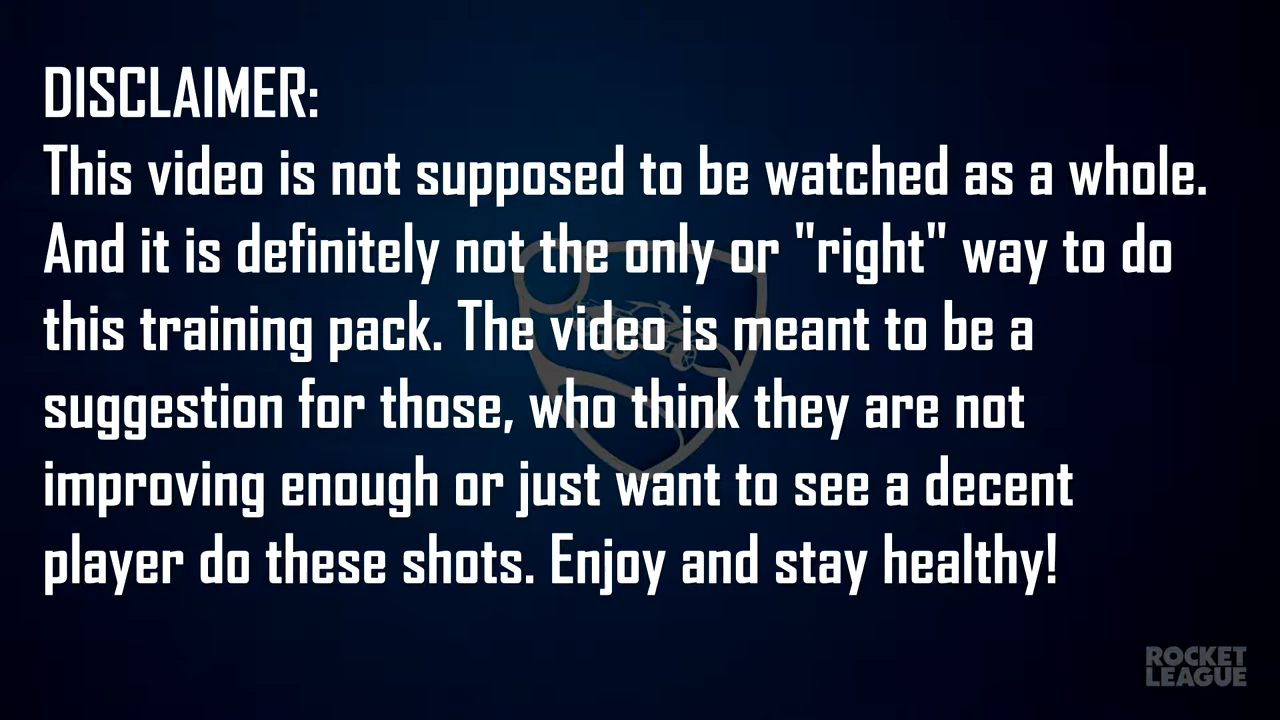 DISCLAIMER:
This video is not supposed to be watched as a whole.
And it is definitely not the only or "right" way to do
this training pack. The video is meant to be a
suggestion for those, who think they are not
improving enough or just want to see a decent
player do these shots. Enjoy and stay healthy!
ROCKET
LEAGUE